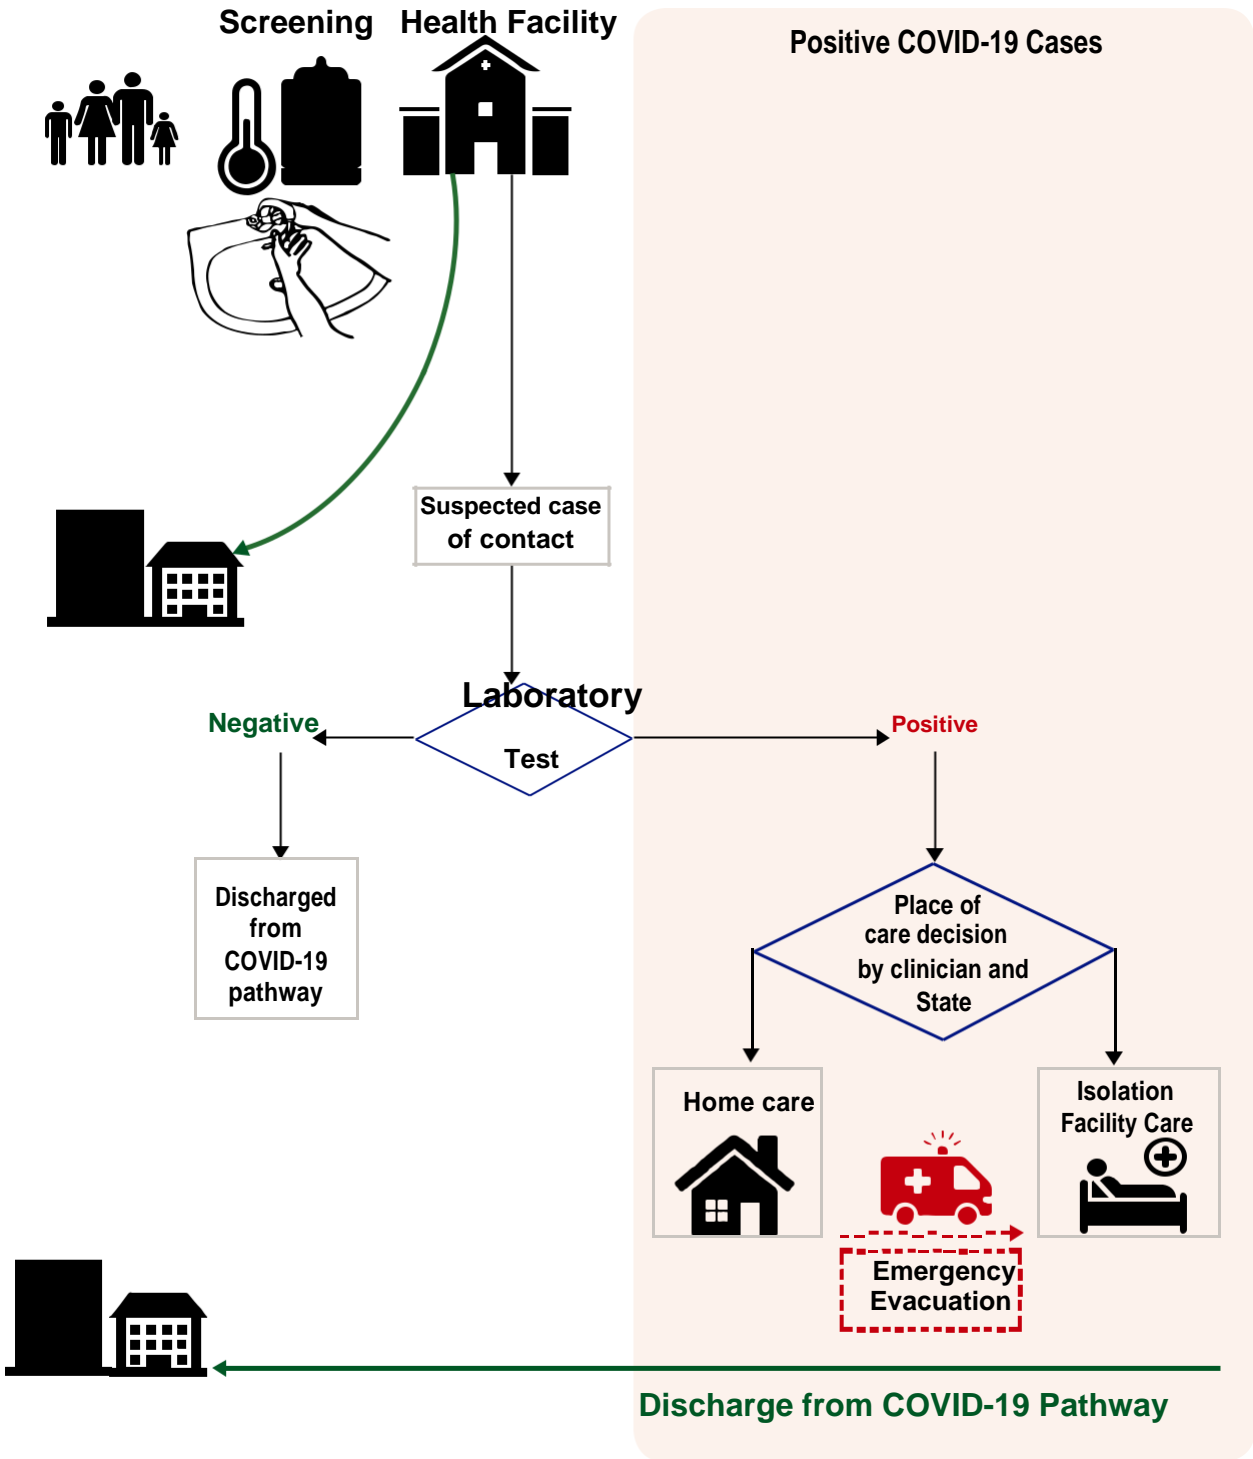 Screening
Health Facility
Positive COVID-19 Cases
Suspected case
of contact
Laboratory
Test
Negative
Positive
Discharged
from
COVID-19
pathway
Place of
care decision
by clinician and
State
Home care
Isolation
Facility Care
Emergency
Evacuation
Discharge from COVID-19 Pathway